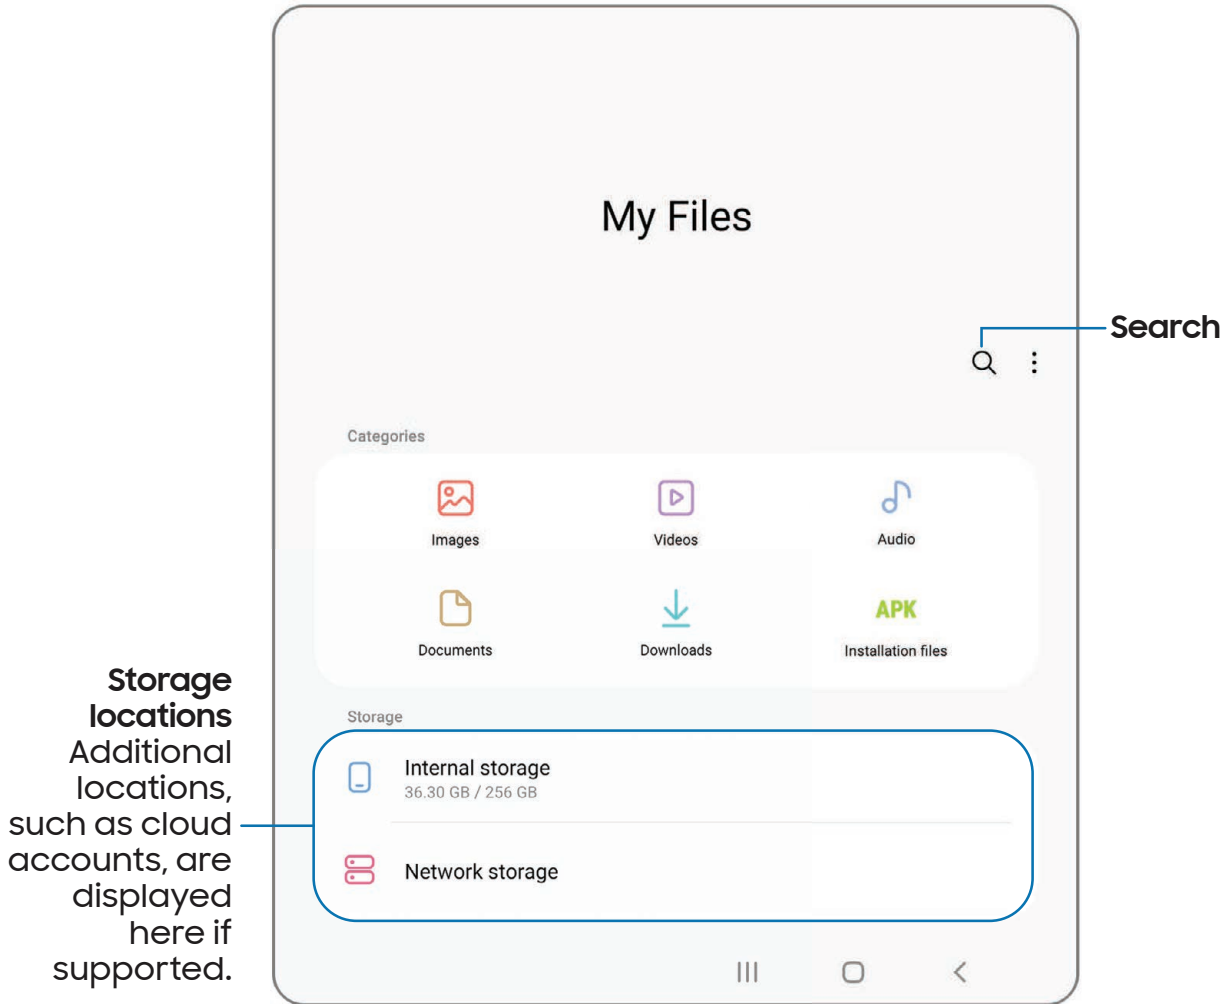 My Files
Search
Categories
Images
Videos
Audio
Documents
Downloads
APK
Installation files
Storage
locations
Additional
locations,
such as cloud
accounts, are
displayed
here if
supported.
Storage
Internal storage
36.30 GB / 256 GB
Network storage